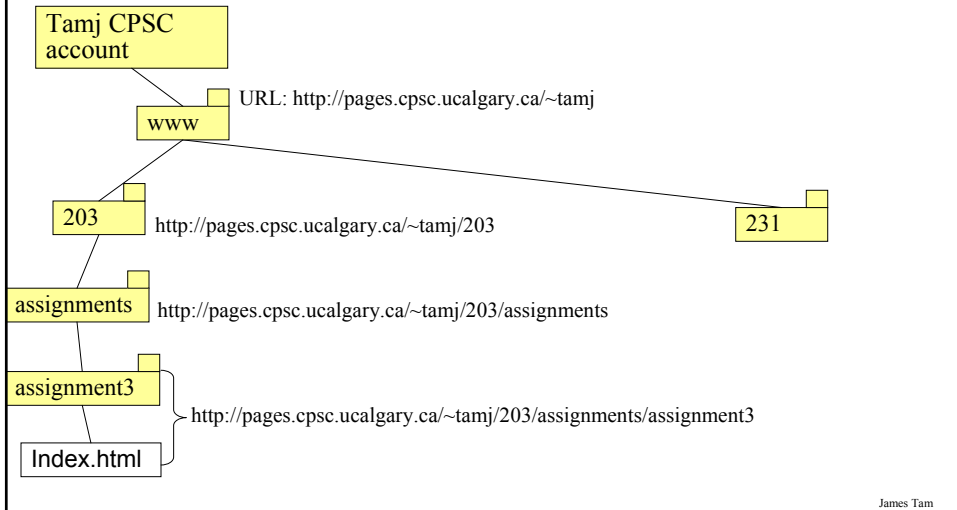 Tamj CPSC
account
URL: http://pages.cpsc.ucalgary.ca/~tamj
www
203
http://pages.cpsc.ucalgary.ca/~tamj/203
231
assignments
http://pages.cpsc.ucalgary.ca/~tamj/203/assignments
assignment3
http://pages.cpsc.ucalgary.ca/~tamj/203/assignments/assignment3
Index.html
James Tam